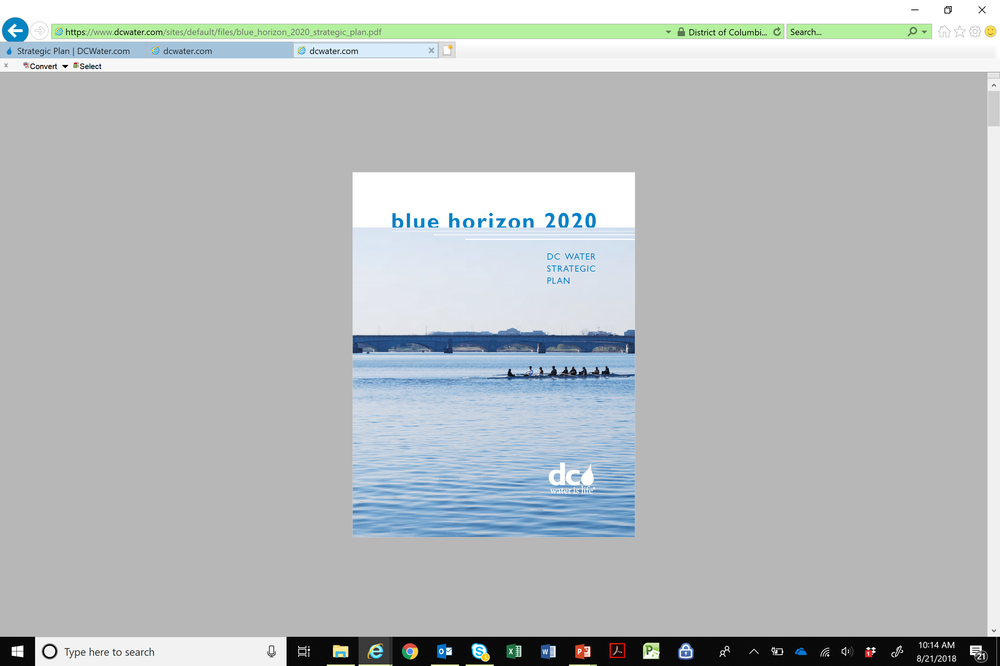 https://www.dcwater.com/sites/default/files/blue_horizon_2020_strategic_plan.pdf
District of Columbi...
Search...
Strategic Plan | DCWater.com
dcwater.com
dcwater.com
x
Convert
Select
blue horizon 2020
DC WATER
STRATEGIC
PLAN
dc
water is life®
Type here to search
10:14 AM
8/21/2018
1
21